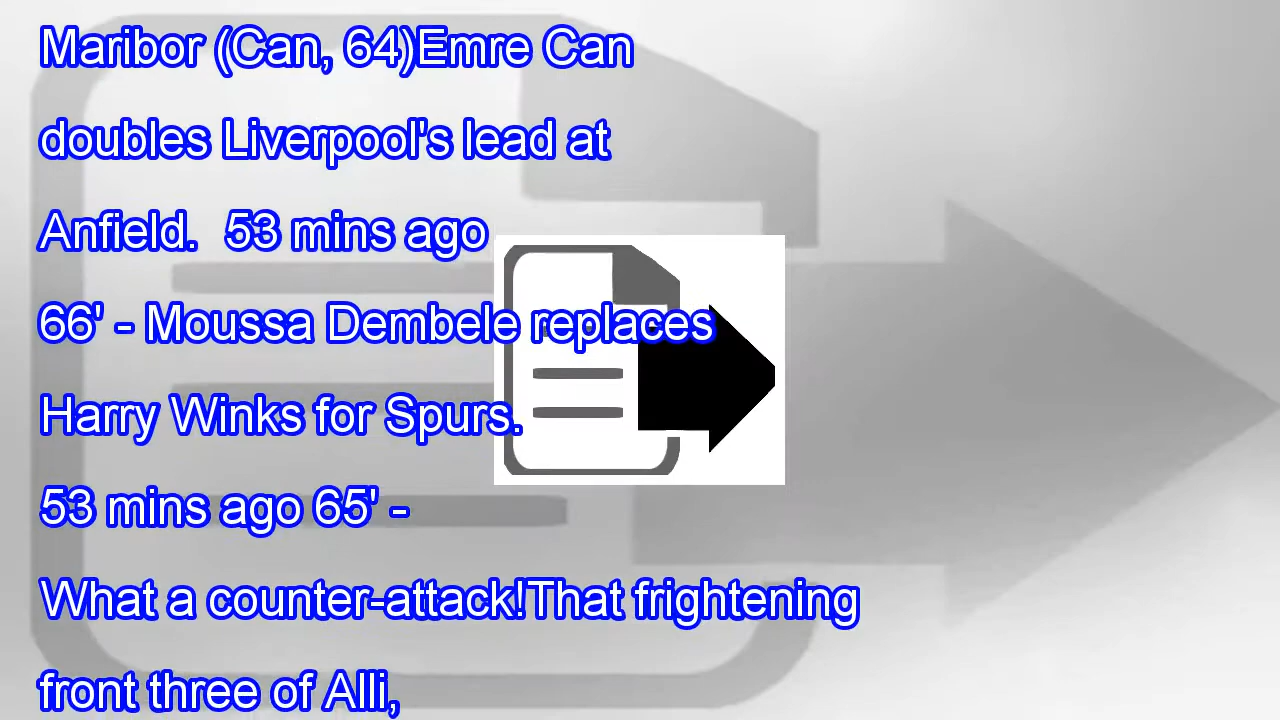 Maribor (Can, 64)Emre Can
doubles Liverpool's lead at
Anfield.  53 mins ago
66' - Moussa Dembele replaces
Harry Winks for Spurs.
53 mins ago 65' -
What a counter-attack!That frightening
front three of Alli,